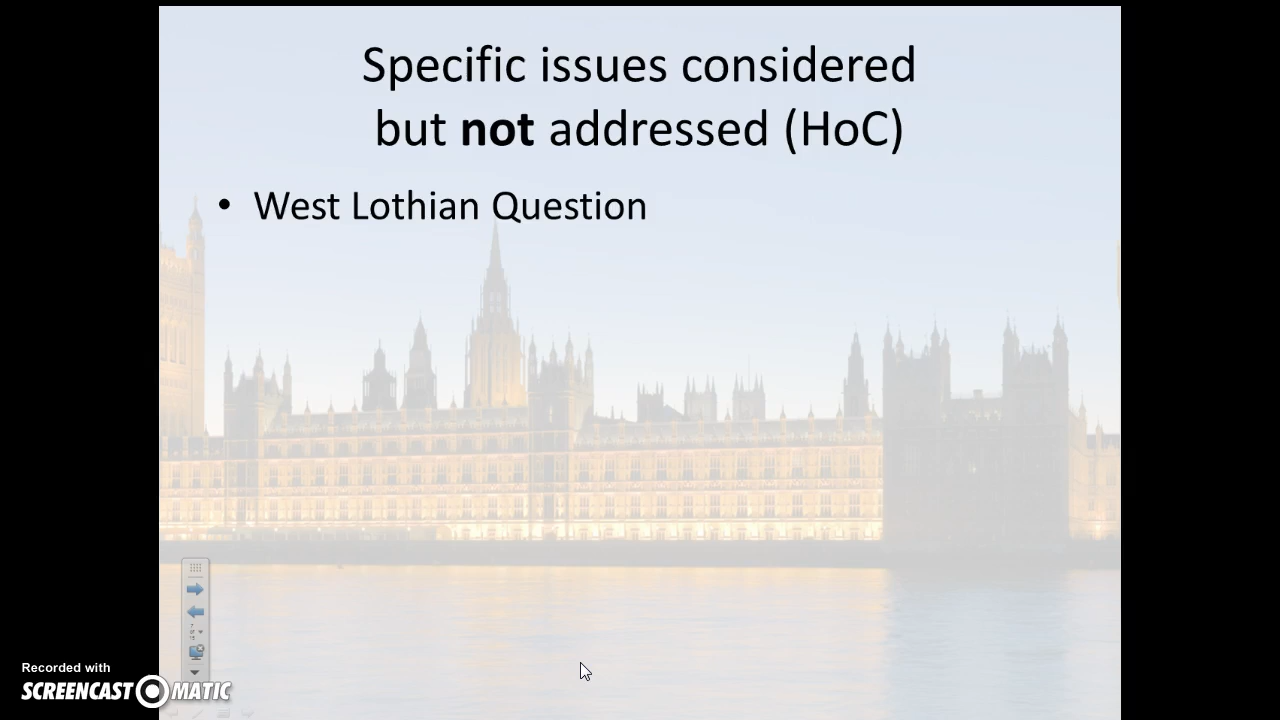 Specific issues considered
but not addressed (HoC)
• West Lothian Question
Recorded with
SCREENCAST MATIC